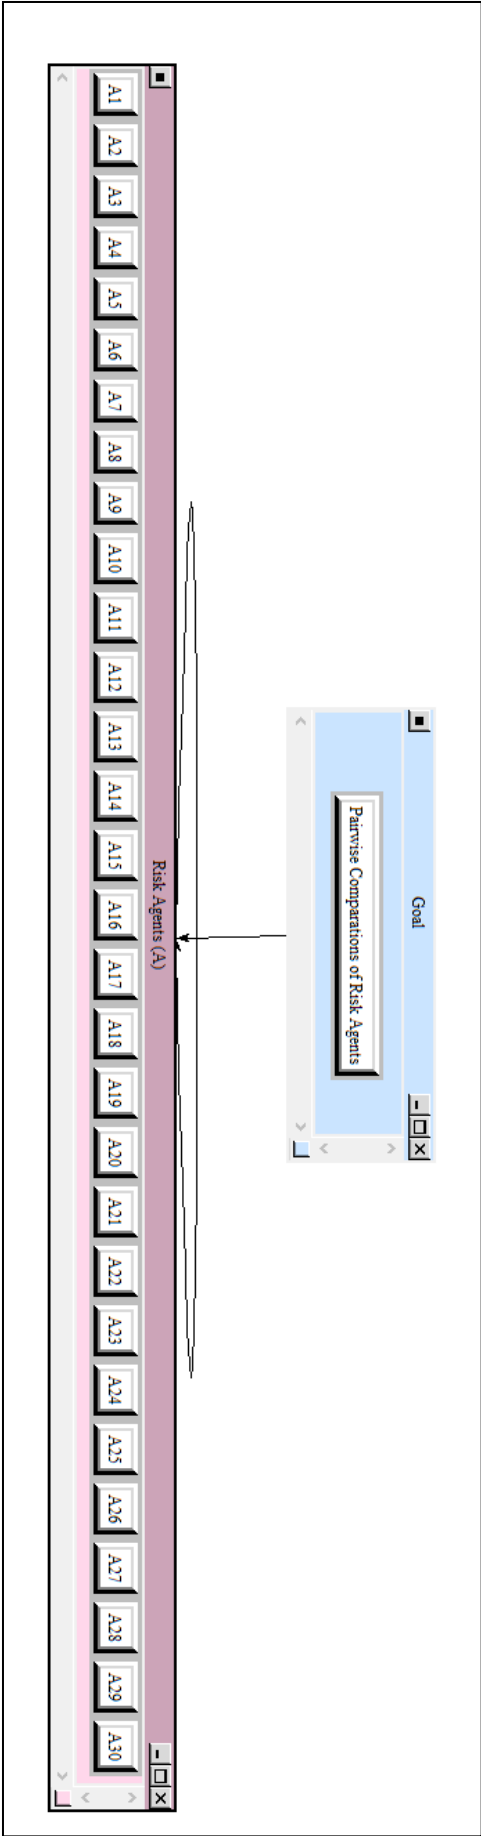 Goal
Pairwise Comparations of Risk Agents
Risk Agents (A)
A1
A2
A3
A4
A5
A6
A7
A8
A9
A10
A11
A12
A13
A14
A15
A16
A17
A18
A19
A20
A21
A22
A23
A24
A25
A26
A27
A28
A29
A30